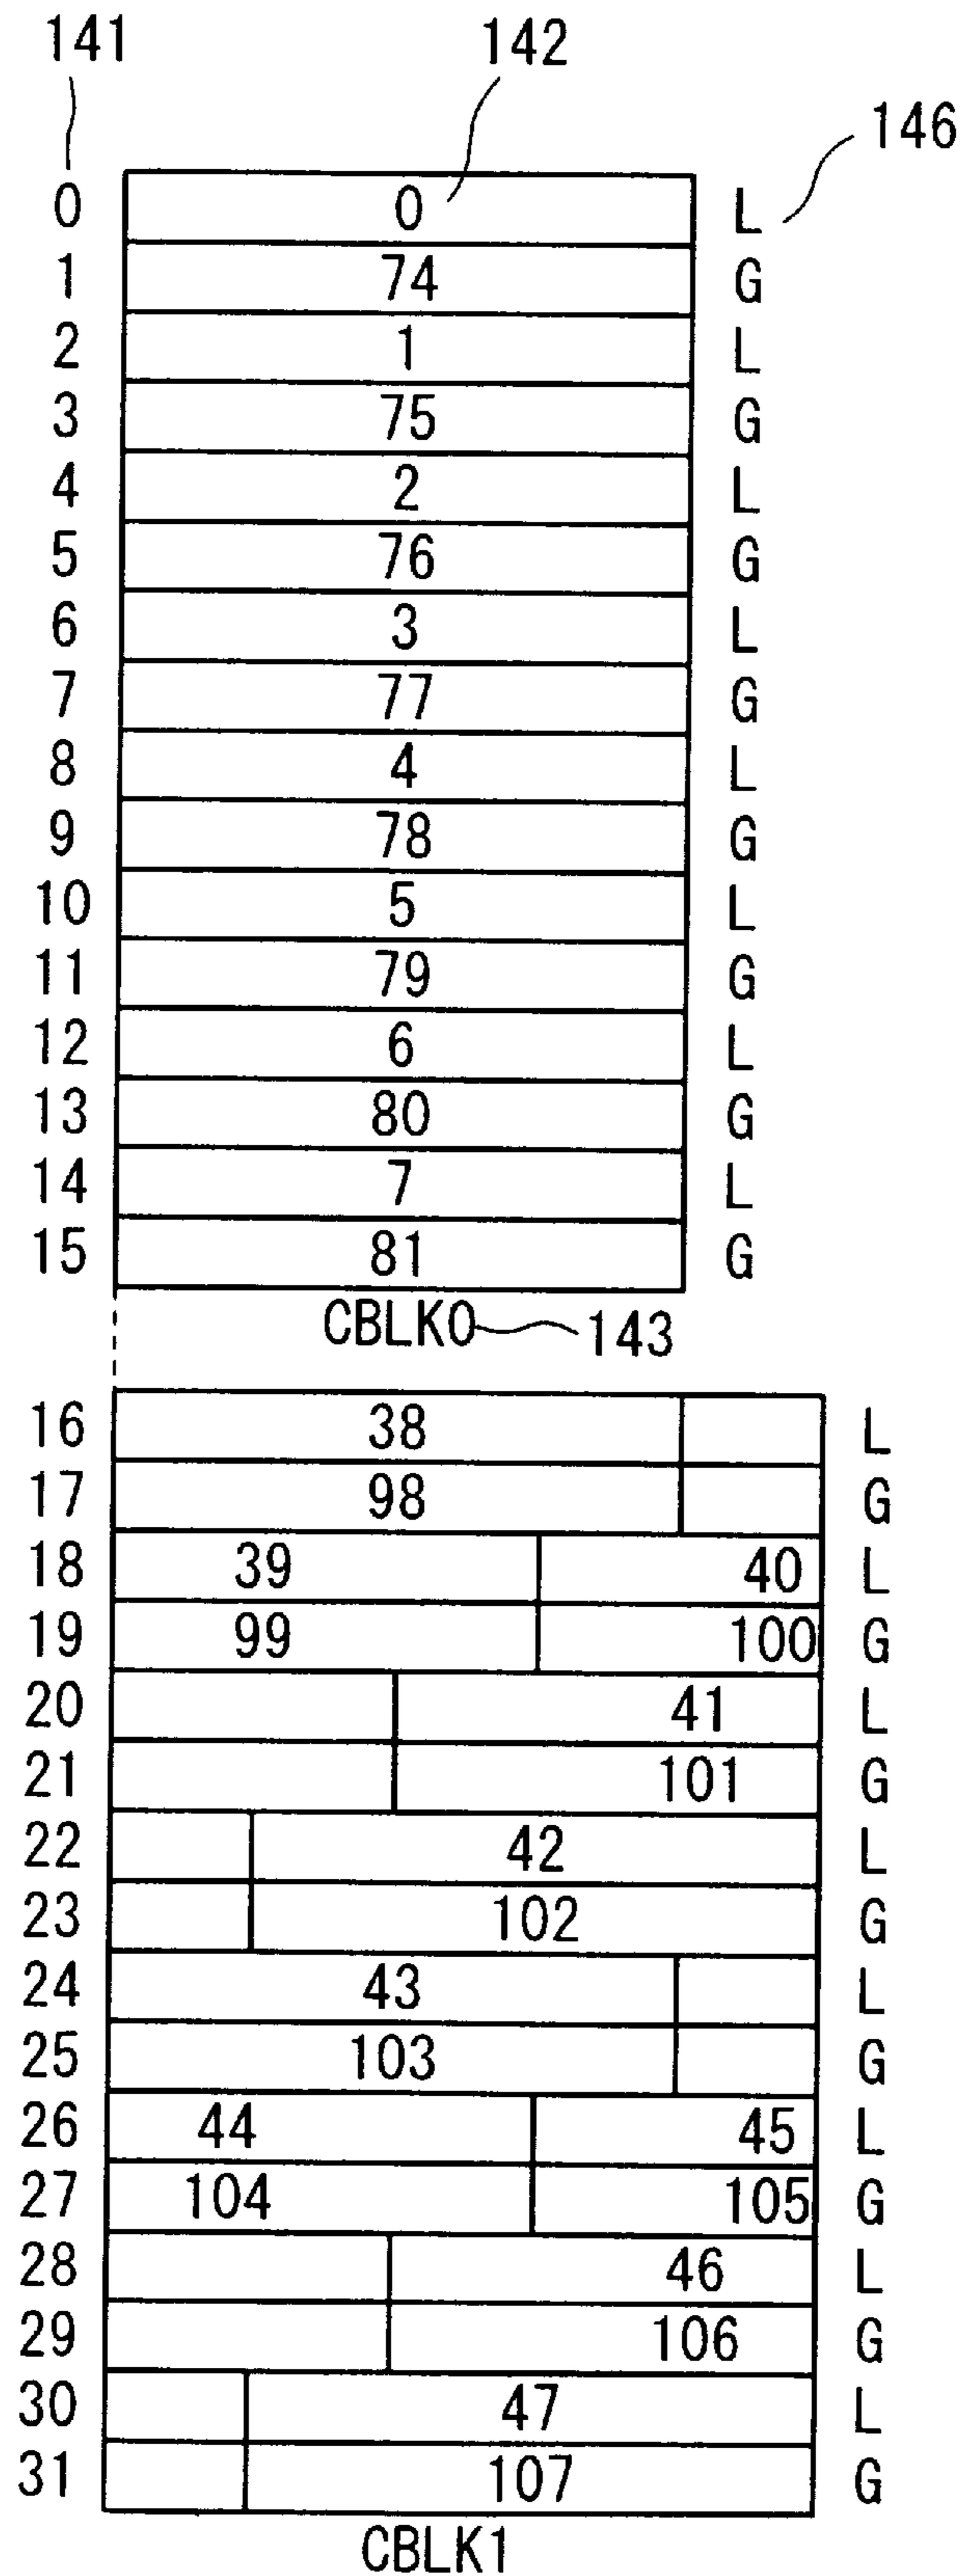 141 142
146
0 0 L
1 74 G
2 1 L
3 75 G
4 2 L
5 76 G
6 3 L
7 77 G
8 4 L
9 78 G
10 5 L
11 79 G
12 6 L
13 80 G
14 7 L
15 81 G
CBLK0 143
16 38 L
17 98 G
18 39 40 L
19 99 100 G
20 41 L
21 101 G
22 42 L
23 102 G
24 43 L
25 103 G
26 44 45 L
27 104 105 G
28 46 L
29 106 G
30 47 L
31 107 G
CBLK1